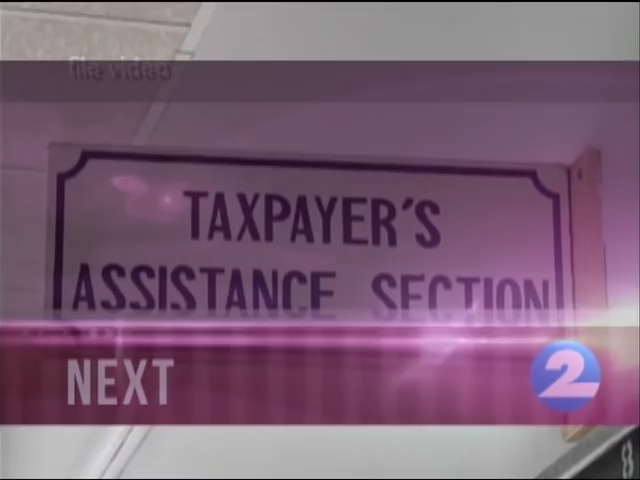 file video
TAXPAYER'S
ASSISTANCE SECTION
NEXT
2